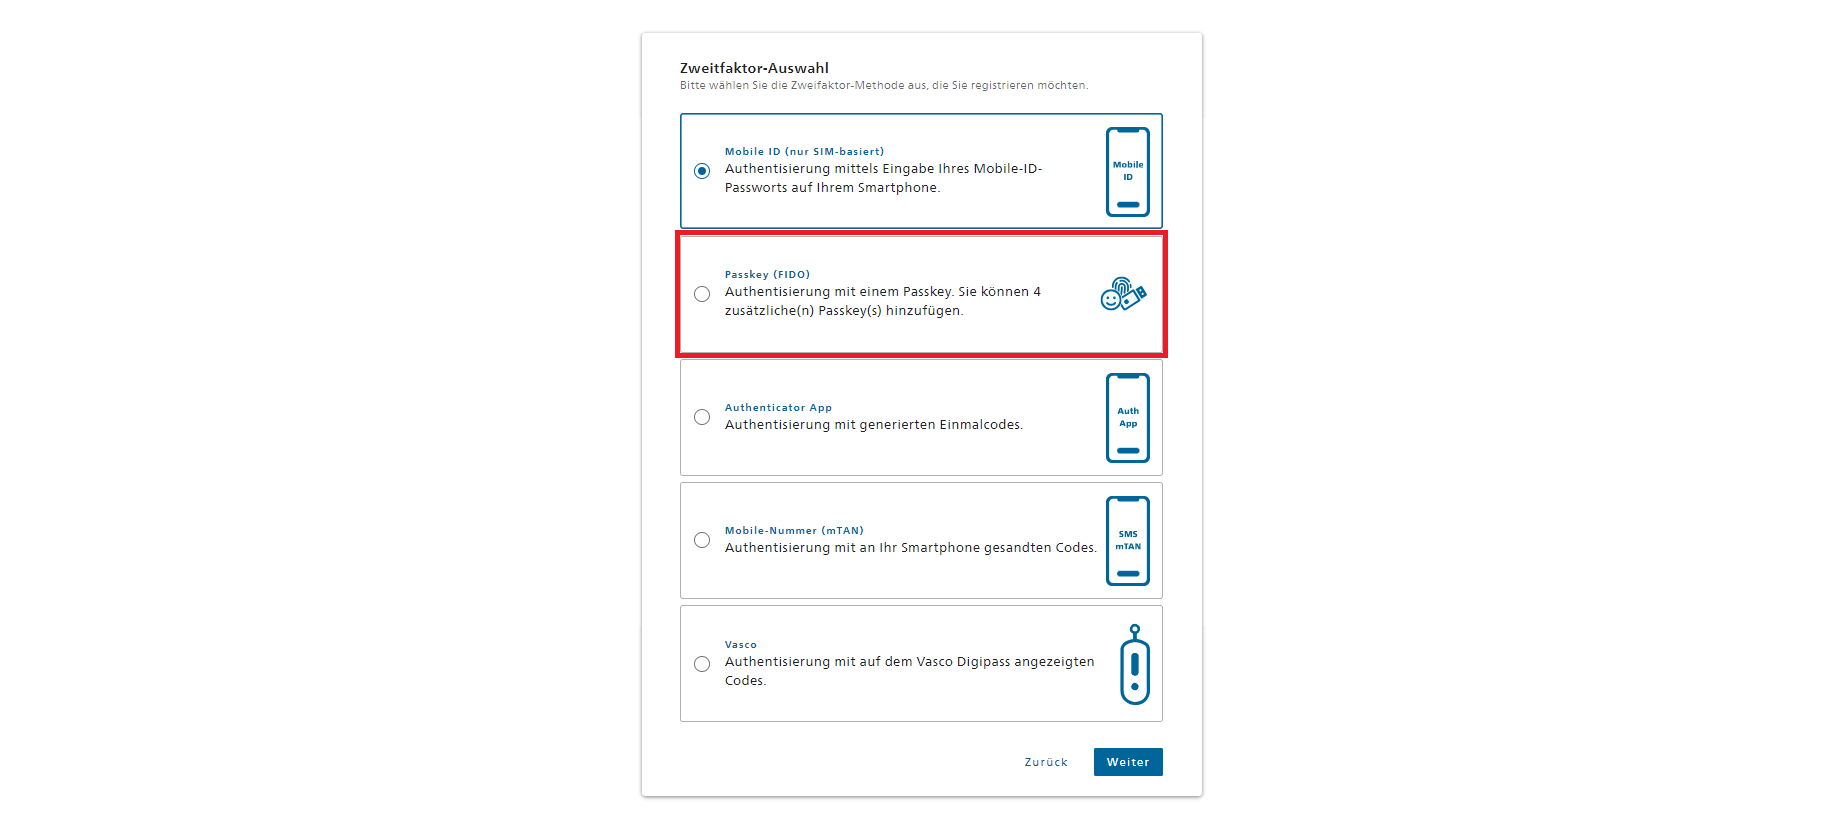 Zweitfaktor-Auswahl
Bitte wählen Sie die Zweifaktor-Methode aus, die Sie registrieren möchten.
Mobile ID (nur SIM-basiert)
Authentisierung mittels Eingabe Ihres Mobile-ID-
Passworts auf Ihrem Smartphone.
Mobile
ID
Passkey (FIDO)
Authentisierung mit einem Passkey. Sie können 4
zusätzliche(n) Passkey(s) hinzufügen.
Authenticator App
Authentisierung mit generierten Einmalcodes.
Auth
App
Mobile-Nummer (mTAN)
Authentisierung mit an Ihr Smartphone gesandten Codes.
SMS
mTAN
Vasco
Authentisierung mit auf dem Vasco Digipass angezeigten
Codes.
Zurück
Weiter